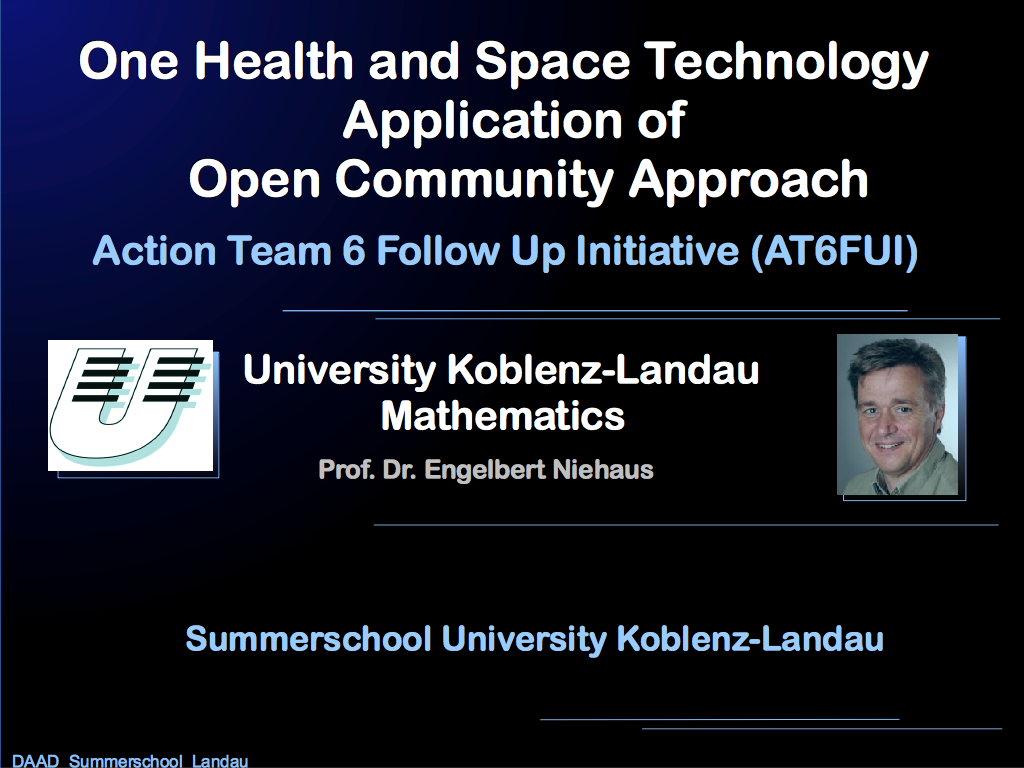 One Health and Space Technology
Application of
Open Community Approach
Action Team 6 Follow Up Initiative (AT6FUI)
University Koblenz-Landau
Mathematics
Prof. Dr. Engelbert Niehaus
Summerschool University Koblenz-Landau
DAAD Summerschool Landau